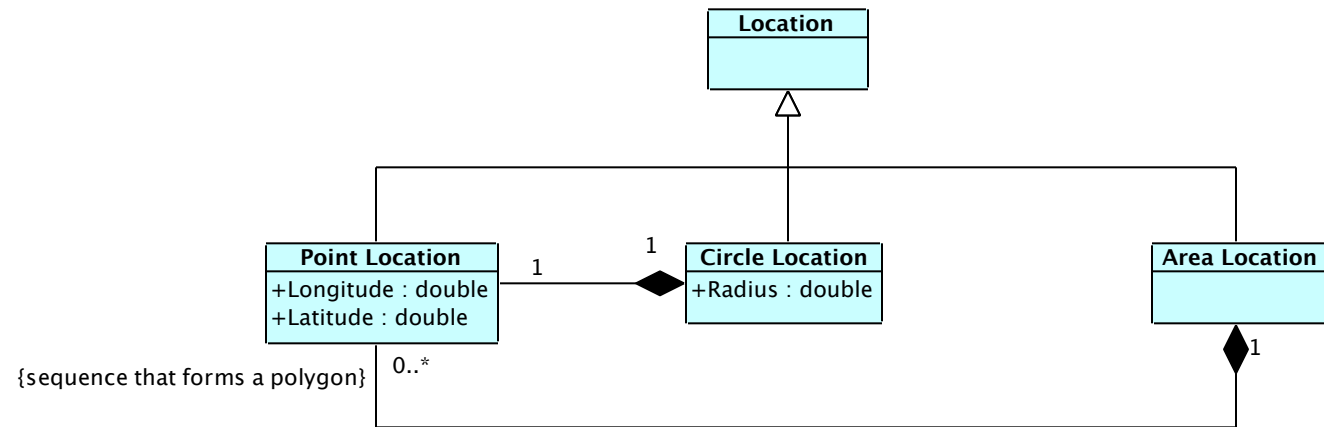 Location
Point Location
+Longitude : double
+Latitude : double
1
1
Circle Location
+Radius : double
Area Location
{sequence that forms a polygon}
0..*
1